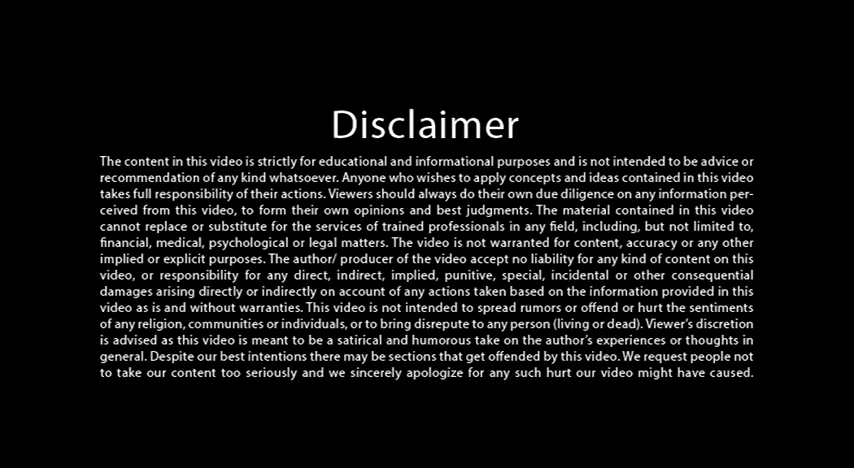 Disclaimer
The content in this video is strictly for educational and informational purposes and is not intended to be advice or
recommendation of any kind whatsoever. Anyone who wishes to apply concepts and ideas contained in this video
takes full responsibility of their actions. Viewers should always do their own due diligence on any information per-
ceived from this video, to form their own opinions and best judgments. The material contained in this video
cannot replace or substitute for the services of trained professionals in any field, including, but not limited to,
financial, medical, psychological or legal matters. The video is not warranted for content, accuracy or any other
implied or explicit purposes. The author/ producer of the video accept no liability for any kind of content on this
video, or responsibility for any direct, indirect, implied, punitive, special, incidental or other consequential
damages arising directly or indirectly on account of any actions taken based on the information provided in this
video as is and without warranties. This video is not intended to spread rumors or offend or hurt the sentiments
of any religion, communities or individuals, or to bring disrepute to any person (living or dead). Viewer's discretion
is advised as this video is meant to be a satirical and humorous take on the author's experiences or thoughts in
general. Despite our best intentions there may be sections that get offended by this video. We request people not
to take our content too seriously and we sincerely apologize for any such hurt our video might have caused.